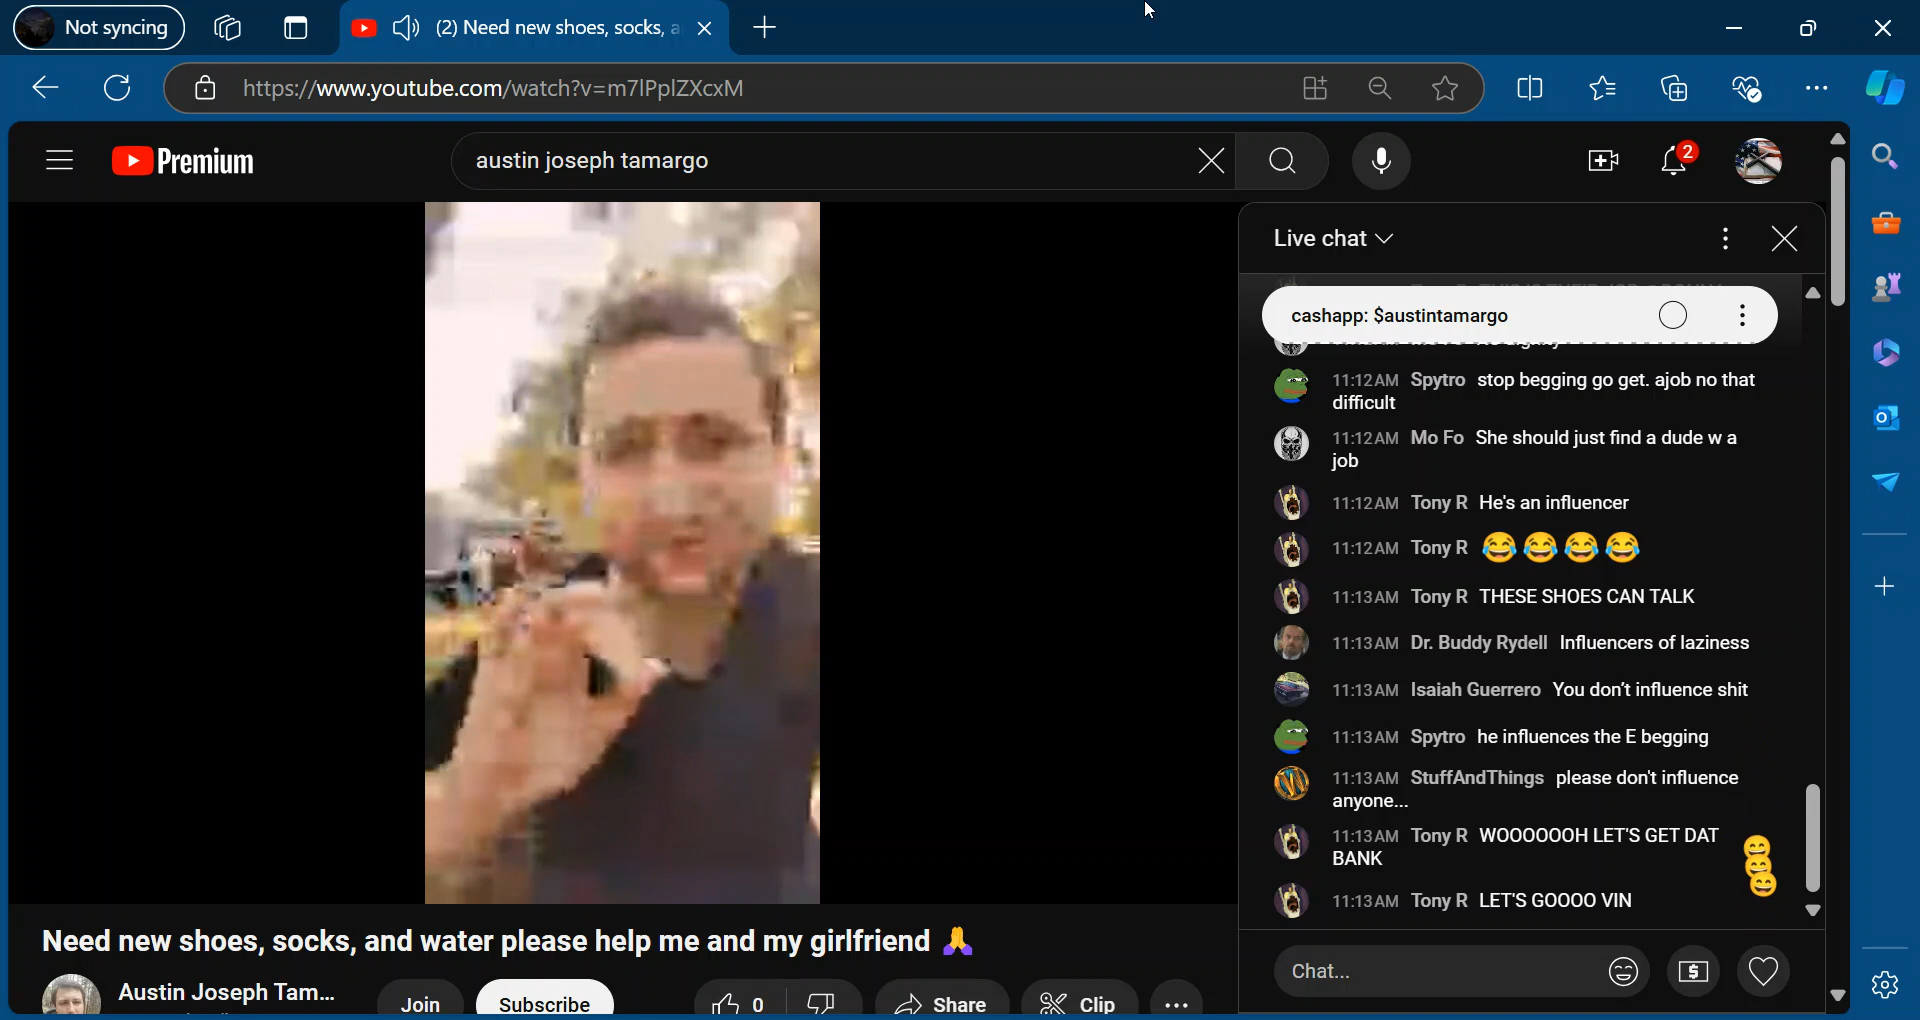 Not syncing
(2) Need new shoes, socks, a
https://www.youtube.com/watch?v=m7lPplZXcxM
Premium
austin joseph tamargo
2
Live chat
cashapp: $austintamargo
11:12AM Spytro stop begging go get. ajob no that
difficult
11:12AM Mo Fo She should just find a dude w a
job
11:12AM Tony R He's an influencer
11:12AM Tony R 😂😂😂😂
11:13AM Tony R THESE SHOES CAN TALK
11:13AM Dr. Buddy Rydell Influencers of laziness
11:13AM Isaiah Guerrero You don't influence shit
11:13AM Spytro he influences the E begging
11:13AM StuffAndThings please don't influence
anyone...
11:13AM Tony R WOOOOOOH LET'S GET DAT
BANK
11:13AM Tony R LET'S GOOOO VIN
Chat...
Need new shoes, socks, and water please help me and my girlfriend 🙏
Austin Joseph Tam...
Join
Subscribe
0
Share
Clip